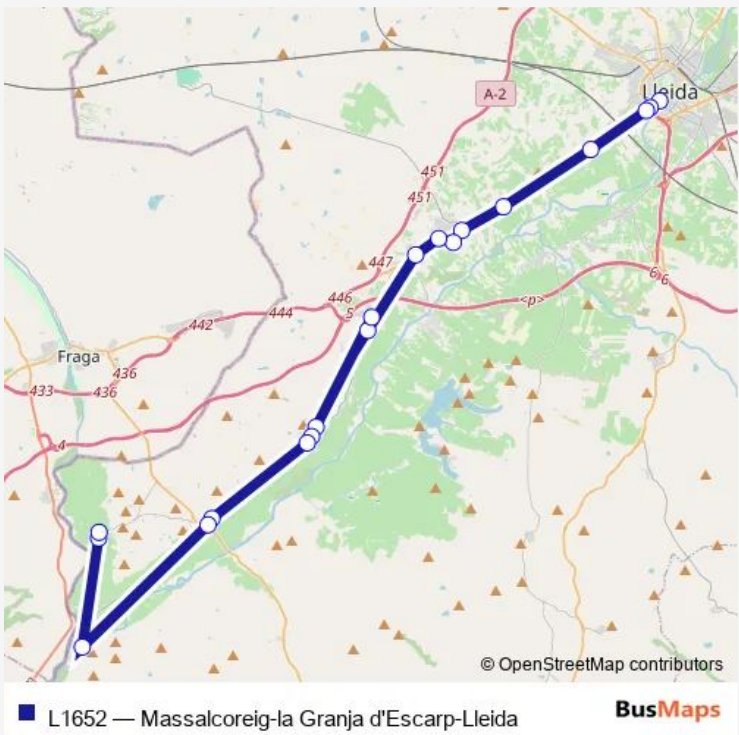 Lleida
A-2
451
451
447
446
5
444
442
<p>
6
6
Fraga
436
436
433
4
© OpenStreetMap contributors
L1652 — Massalcoreig-la Granja d'Escarp-Lleida
BusMaps